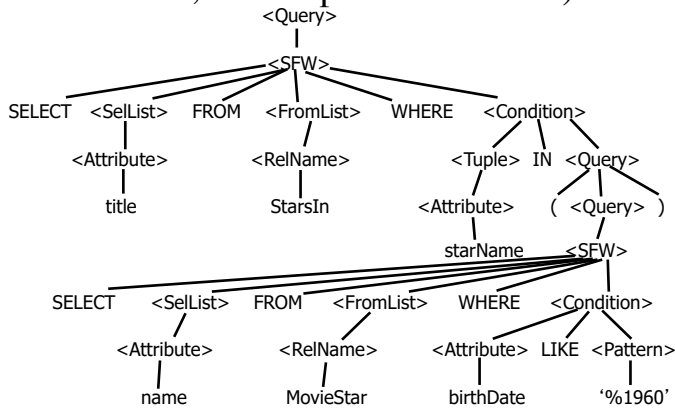 <Query>
<SFW>
SELECT <SelList> FROM <FromList> WHERE <Condition>
<Attribute> <RelName> <Tuple> IN <Query>
title StarsIn <Attribute> ( <Query> )
starName <SFW>
SELECT <SelList> FROM <FromList> WHERE <Condition>
<Attribute> <RelName> <Attribute> LIKE <Pattern>
name MovieStar birthDate ‘%1960’